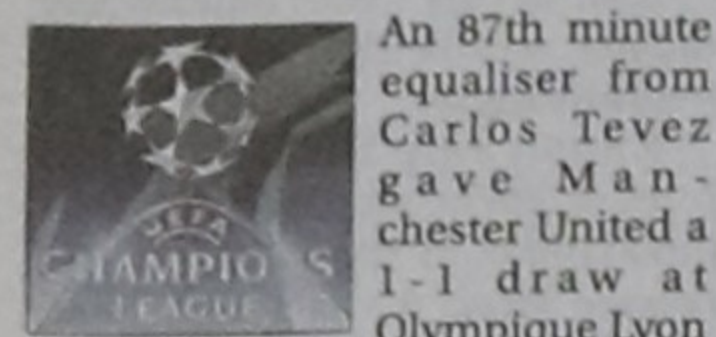 UEFA
CHAMPIONS
LEAGUE
An 87th minute
equaliser from
Carlos Tevez
gave Man-
chester United a
1-1 draw at
Olympique Lyon